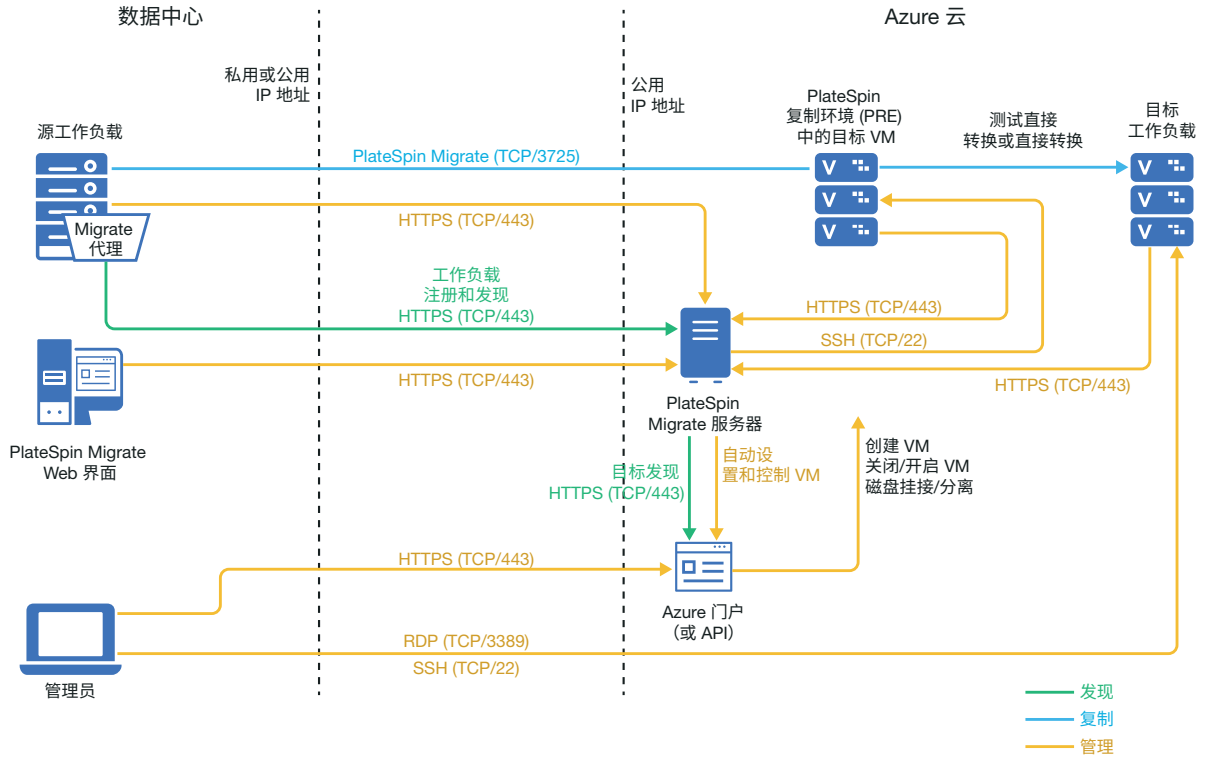 数据中心
Azure 云
私用或公用
IP 地址
公用
IP 地址
源工作负载
PlateSpin
复制环境 (PRE)
中的目标 VM
测试直接
转换或直接转换
目标
工作负载
PlateSpin Migrate (TCP/3725)
V
V
V
V
V
V
HTTPS (TCP/443)
Migrate
代理
工作负载
注册和发现
HTTPS (TCP/443)
HTTPS (TCP/443)
SSH (TCP/22)
HTTPS (TCP/443)
HTTPS (TCP/443)
PlateSpin
Migrate 服务器
PlateSpin Migrate
Web 界面
目标发现
HTTPS (TCP/443)
自动设
置和控制 VM
创建 VM
关闭/开启 VM
磁盘挂接/分离
HTTPS (TCP/443)
Azure 门户
（或 API）
RDP (TCP/3389)
SSH (TCP/22)
管理员
发现
复制
管理